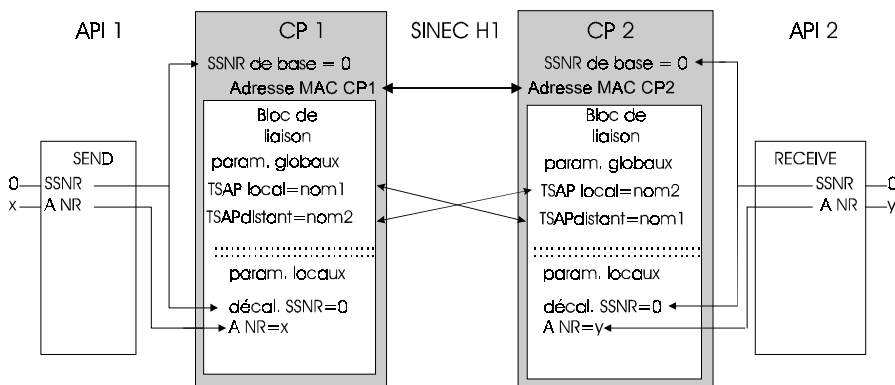 API 1
CP 1
SINEC H1
CP 2
API 2
SSNR de base = 0
SSNR de base = 0
Adresse MAC CP1
Adresse MAC CP2
Bloc de
liaison
param. globaux
TSAP local=nom1
TSAPdistant=nom2
param. locaux
décal. SSNR=0
A NR=x
Bloc de
liaison
param. globaux
TSAP local=nom2
TSAPdistant=nom1
param. locaux
décal. SSNR=0
A NR=y
SEND
0 SSNR
x A NR
RECEIVE
SSNR 0
A NR y